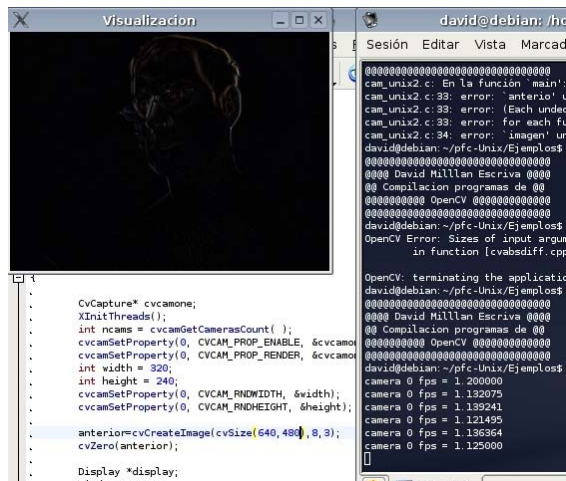 Visualizacion
CvCapture* cvcamone;
XInitThreads();
int ncams = cvcamGetCamerasCount( );
cvcamSetProperty(0, CVCAM_PROP_ENABLE, &cvcamon
cvcamSetProperty(0, CVCAM_PROP_RENDER, &cvcamon
int width = 320;
int height = 240;
cvcamSetProperty(0, CVCAM_RNDWIDTH, &width);
cvcamSetProperty(0, CVCAM_RNDHEIGHT, &height);
anterior=cvCreateImage(cvSize(640,480),8,3);
cvZero(anterior);
Display *display;
david@debian: /ho
Sesión Editar Vista Marcad
@@@@@@@@@@@@@@@@@@@@@@@@@@@@@@
cam_unix2.c: En la función `main':
cam_unix2.c:33: error: `anterio' u
cam_unix2.c:33: error: (Each undec
cam_unix2.c:33: error: for each fu
cam_unix2.c:34: error: `imagen' un
david@debian:~/pfc-Unix/Ejemplos$
@@@@@@@@@@@@@@@@@@@@@@@@@@@@@@
@@@@ David Milllan Escriva @@@@
@@ Compilacion programas de @@
@@@@@@@@@@ OpenCV @@@@@@@@@@@@@
@@@@@@@@@@@@@@@@@@@@@@@@@@@@@@
david@debian:~/pfc-Unix/Ejemplos$
OpenCV Error: Sizes of input argum
in function [cvabsdiff.cpp
OpenCV: terminating the applicatio
david@debian:~/pfc-Unix/Ejemplos$
@@@@@@@@@@@@@@@@@@@@@@@@@@@@@@
@@@@ David Milllan Escriva @@@@
@@ Compilacion programas de @@
@@@@@@@@@@ OpenCV @@@@@@@@@@@@@
@@@@@@@@@@@@@@@@@@@@@@@@@@@@@@
david@debian:~/pfc-Unix/Ejemplos$
camera 0 fps = 1.200000
camera 0 fps = 1.132075
camera 0 fps = 1.139241
camera 0 fps = 1.121495
camera 0 fps = 1.136364
camera 0 fps = 1.125000